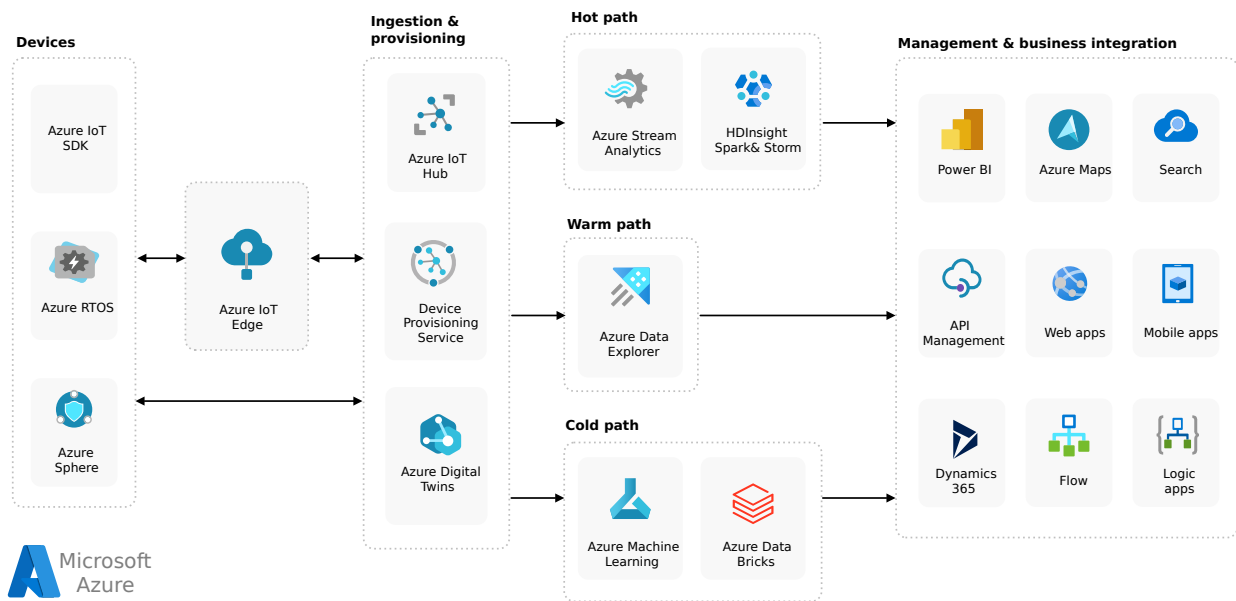 Devices
Azure IoT
SDK
Azure RTOS
Azure
Sphere
Azure IoT
Edge
Ingestion &
provisioning
Azure IoT
Hub
Device
Provisioning
Service
Azure Digital
Twins
Hot path
Azure Stream
Analytics
HDInsight
Spark& Storm
Warm path
Azure Data
Explorer
Cold path
Azure Machine
Learning
Azure Data
Bricks
Management & business integration
Power BI
Azure Maps
Search
API
Management
Web apps
Mobile apps
Dynamics
365
Flow
Logic
apps
Microsoft
Azure